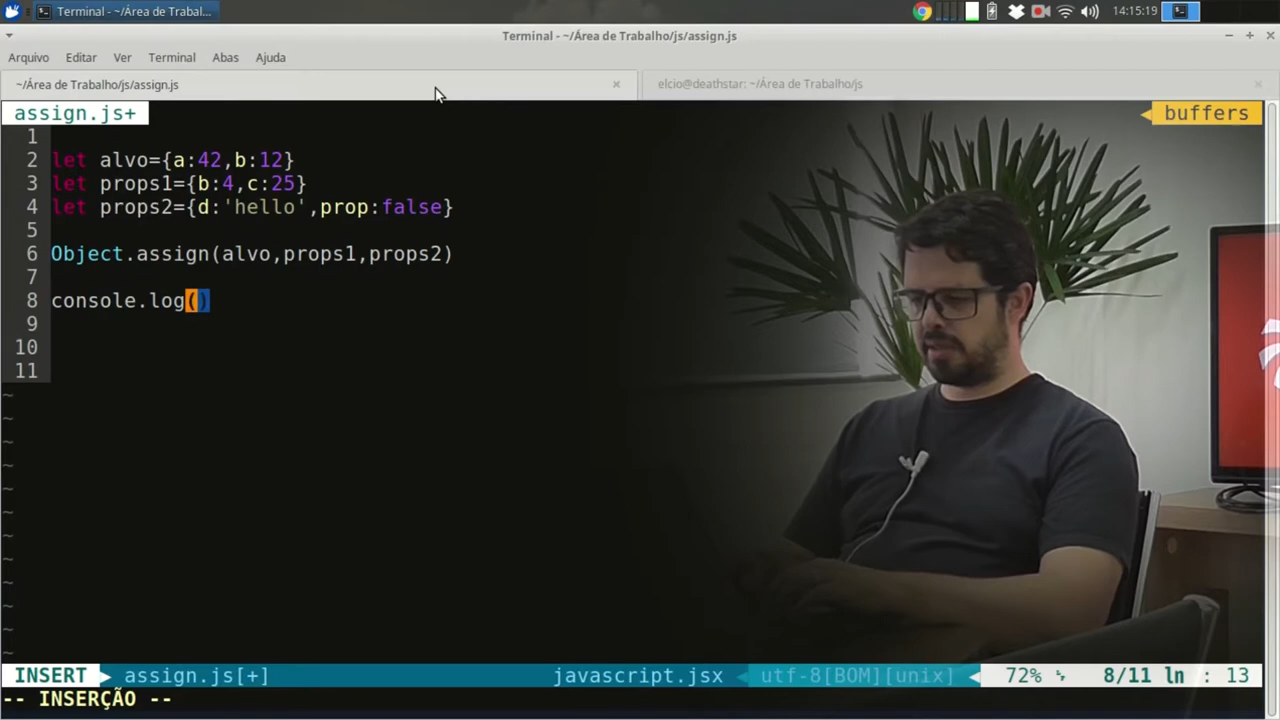 Terminal - ~/Área de Trabal...
14:15:19
Terminal - ~/Área de Trabalho/js/assign.js
Arquivo Editar Ver Terminal Abas Ajuda
~/Área de Trabalho/js/assign.js
elcio@deathstar: ~/Área de Trabalho/js
assign.js+
buffers
1
2 let alvo={a:42,b:12}
3 let props1={b:4,c:25}
4 let props2={d:'hello',prop:false}
5
6 Object.assign(alvo,props1,props2)
7
8 console.log()
9
10
11
~
~
~
~
~
~
~
~
~
~
~
~
INSERT assign.js[+] javascript.jsx utf-8[BOM][unix] 72% 8/11 ln : 13
-- INSERÇÃO --